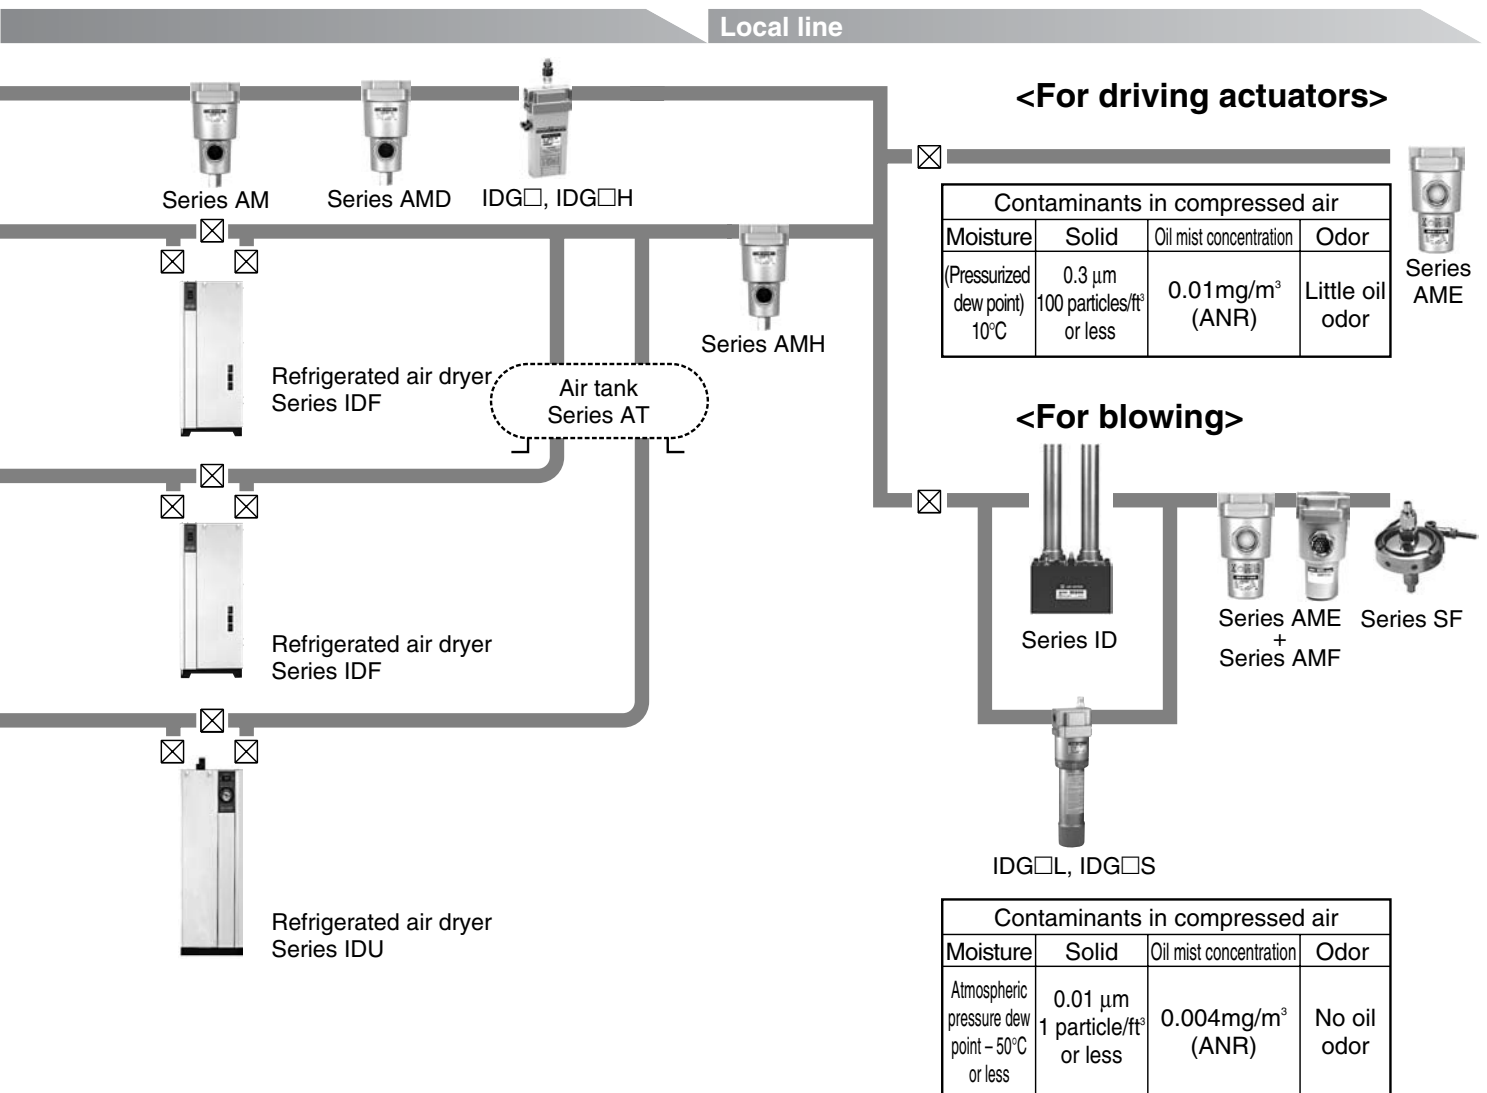 Local line
<For driving actuators>
Series AM
Series AMD
IDG□, IDG□H
Contaminants in compressed air
Moisture Solid Oil mist concentration Odor
(Pressurized dew point) 10°C
0.3 µm 100 particles/ft³ or less
0.01mg/m³ (ANR)
Little oil odor
Series AME
Series AMH
Refrigerated air dryer
Series IDF
Air tank
Series AT
<For blowing>
Series ID
Series AME
+
Series AMF
Series SF
Refrigerated air dryer
Series IDF
IDG□L, IDG□S
Refrigerated air dryer
Series IDU
Contaminants in compressed air
Moisture Solid Oil mist concentration Odor
Atmospheric pressure dew point – 50°C or less
0.01 µm 1 particle/ft³ or less
0.004mg/m³ (ANR)
No oil odor